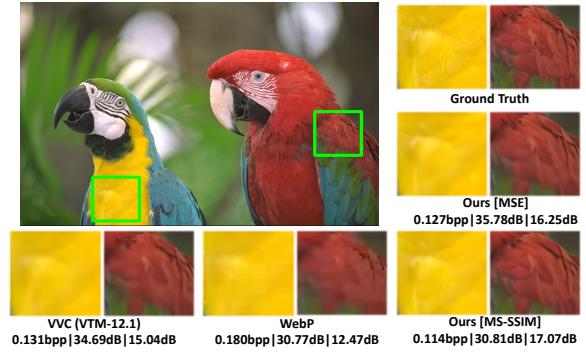 Ground Truth
Ours [MSE]
0.127bpp|35.78dB|16.25dB
VVC (VTM-12.1)
0.131bpp|34.69dB|15.04dB
WebP
0.180bpp|30.77dB|12.47dB
Ours [MS-SSIM]
0.114bpp|30.81dB|17.07dB